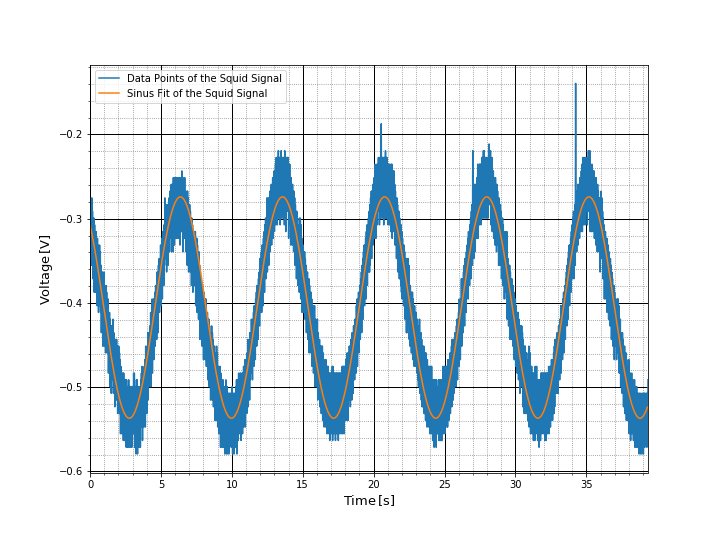 Data Points of the Squid Signal
Sinus Fit of the Squid Signal
−0.2
−0.3
−0.4
−0.5
−0.6
Voltage [V]
0 5 10 15 20 25 30 35
Time [s]